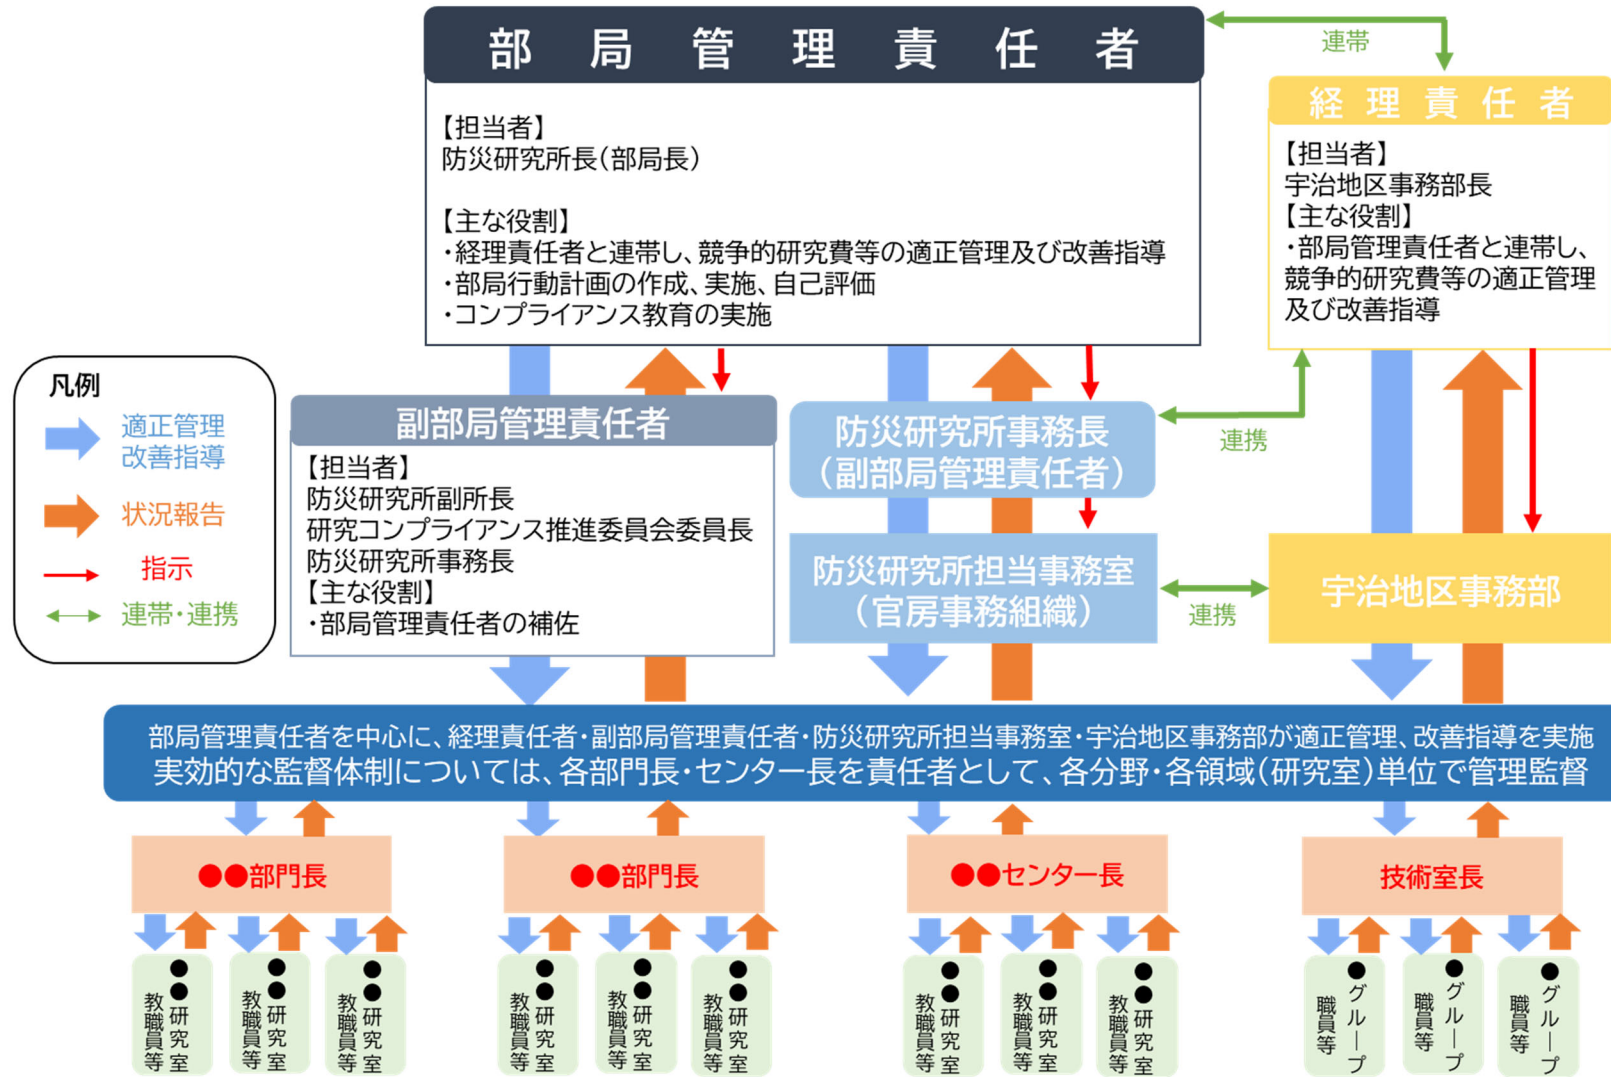 部局管理責任者
【担当者】
防災研究所長(部局長)
【主な役割】
・経理責任者と連帯し、競争的研究費等の適正管理及び改善指導
・部局行動計画の作成、実施、自己評価
・コンプライアンス教育の実施
連帯
経理責任者
【担当者】
宇治地区事務部長
【主な役割】
・部局管理責任者と連帯し、
競争的研究費等の適正管理
及び改善指導
凡例
適正管理
改善指導
状況報告
指示
連帯・連携
副部局管理責任者
【担当者】
防災研究所副所長
研究コンプライアンス推進委員会委員長
防災研究所事務長
【主な役割】
・部局管理責任者の補佐
防災研究所事務長
(副部局管理責任者)
連携
防災研究所担当事務室
(官房事務組織)
連携
宇治地区事務部
部局管理責任者を中心に、経理責任者・副部局管理責任者・防災研究所担当事務室・宇治地区事務部が適正管理、改善指導を実施
実効的な監督体制については、各部門長・センター長を責任者として、各分野・各領域(研究室)単位で管理監督
●●部門長
●●部門長
●●センター長
技術室長
●●研究室
教職員等
●●研究室
教職員等
●●研究室
教職員等
●●研究室
教職員等
●●研究室
教職員等
●●研究室
教職員等
●●研究室
教職員等
●●研究室
教職員等
●●研究室
教職員等
●グループ
職員等
●グループ
職員等
●グループ
職員等